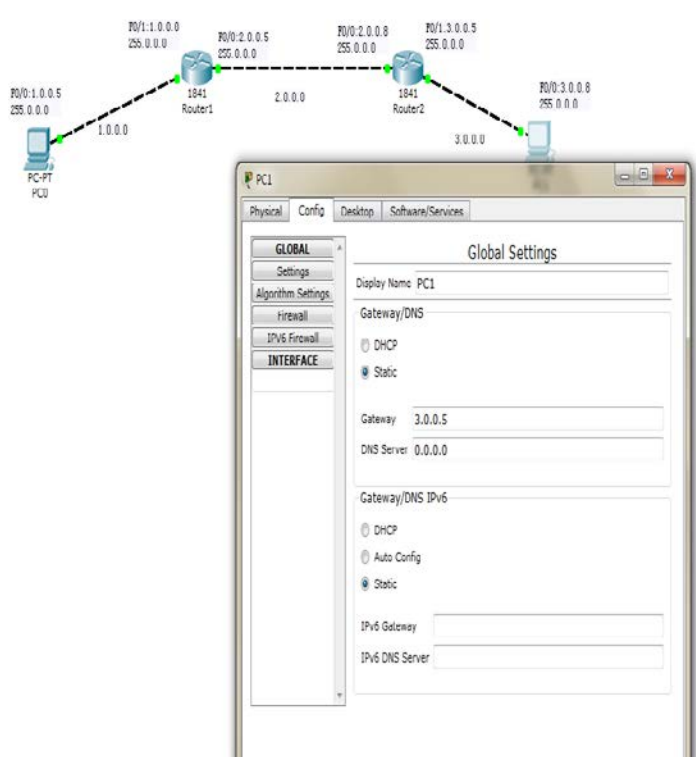 F0/1:1.0.0.0
255.0.0.0
F0/0:2.0.0.5
255.0.0.0
F0/0:2.0.0.8
255.0.0.0
F0/1.3.0.0.5
255.0.0.0
F0/0:1.0.0.5
255.0.0.0
1841
Router1
2.0.0.0
1841
Router2
F0/0:3.0.0.8
255.0.0.0
1.0.0.0
3.0.0.0
PC-PT
PC0
PC1
Physical Config Desktop Software/Services
GLOBAL
Settings
Algorithm Settings
Firewall
IPV6 Firewall
INTERFACE
Global Settings
Display Name PC1
Gateway/DNS
DHCP
Static
Gateway 3.0.0.5
DNS Server 0.0.0.0
Gateway/DNS IPv6
DHCP
Auto Config
Static
IPv6 Gateway
IPv6 DNS Server